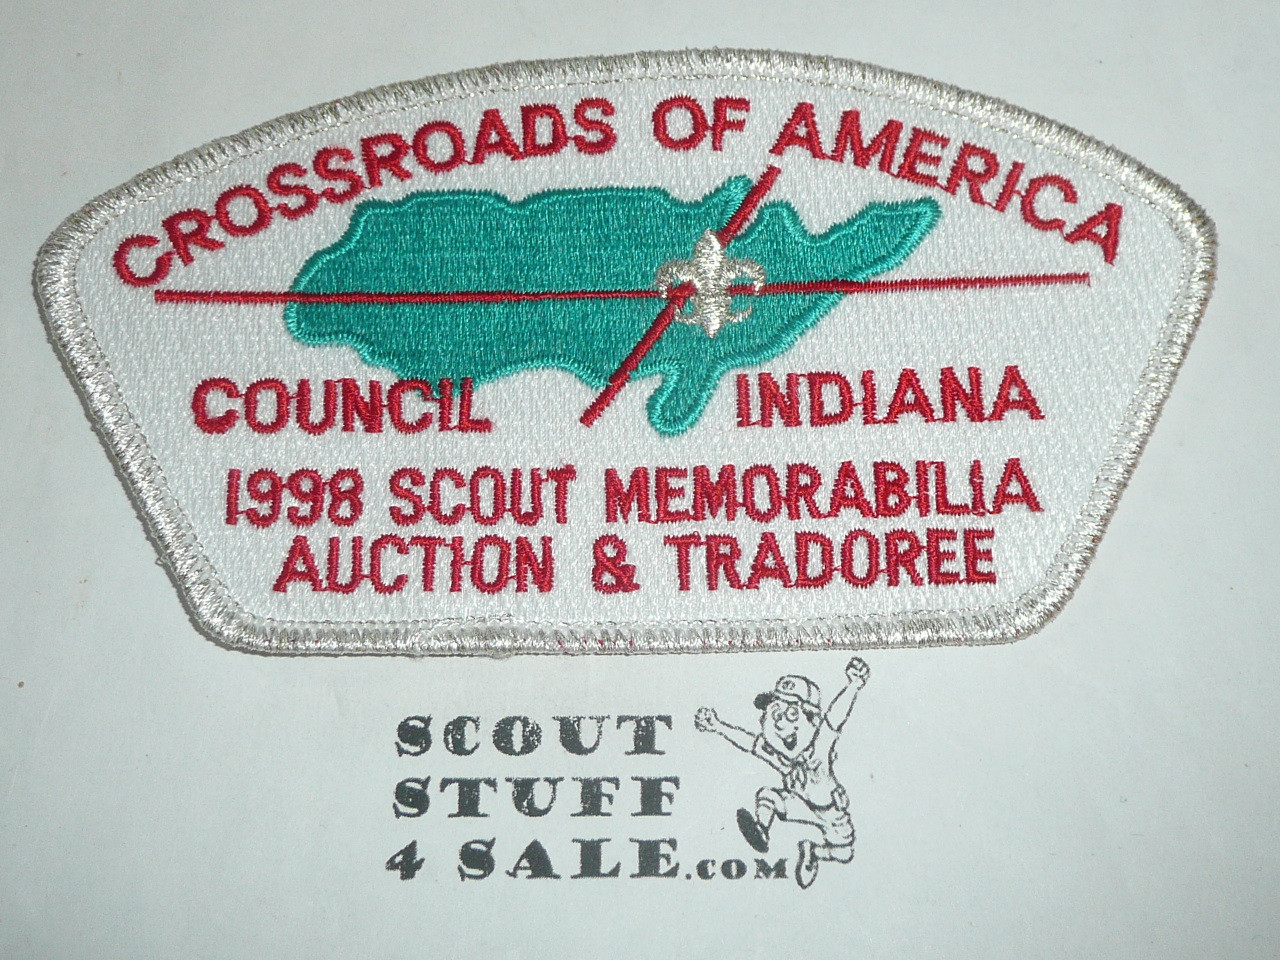 CROSSROADS OF AMERICA
COUNCIL INDIANA
1998 SCOUT MEMORABILIA
AUCTION & TRADOREE
SCOUT
STUFF
4 SALE.COM